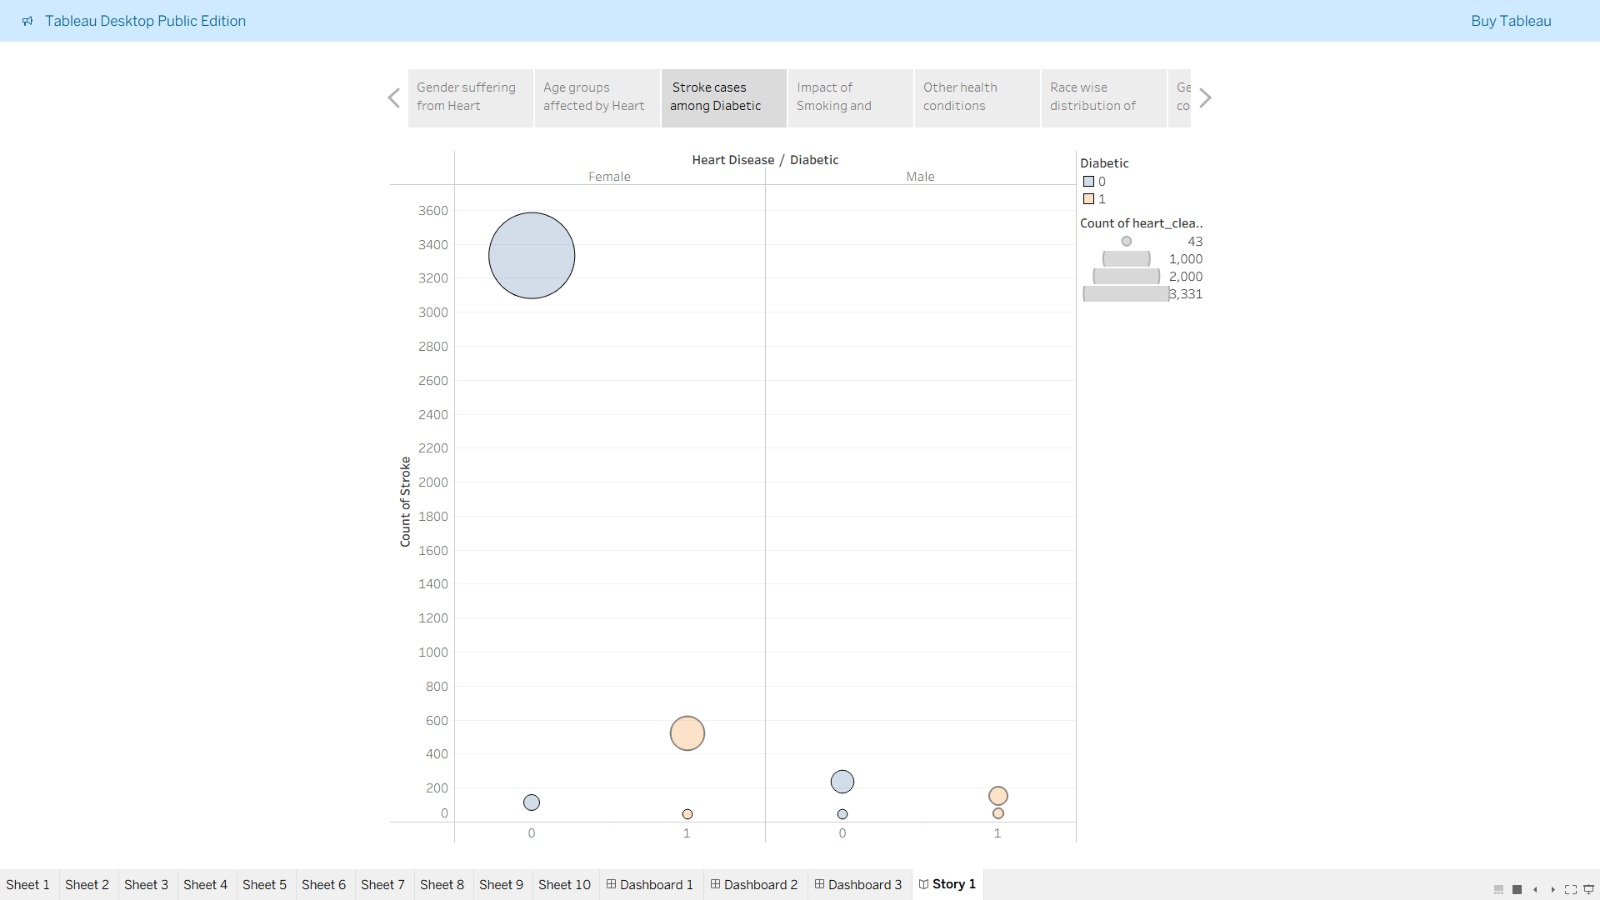 Tableau Desktop Public Edition
Buy Tableau
Gender suffering
from Heart
Age groups
affected by Heart
Stroke cases
among Diabetic
Impact of
Smoking and
Other health
conditions
Race wise
distribution of
Ge
co
Heart Disease / Diabetic
Female
Male
3600
3400
3200
3000
2800
2600
2400
2200
2000
1800
1600
1400
1200
1000
800
600
400
200
0
Count of Stroke
0
1
0
1
Diabetic
0
1
Count of heart_clea..
43
1,000
2,000
3,331
Sheet 1
Sheet 2
Sheet 3
Sheet 4
Sheet 5
Sheet 6
Sheet 7
Sheet 8
Sheet 9
Sheet 10
Dashboard 1
Dashboard 2
Dashboard 3
Story 1